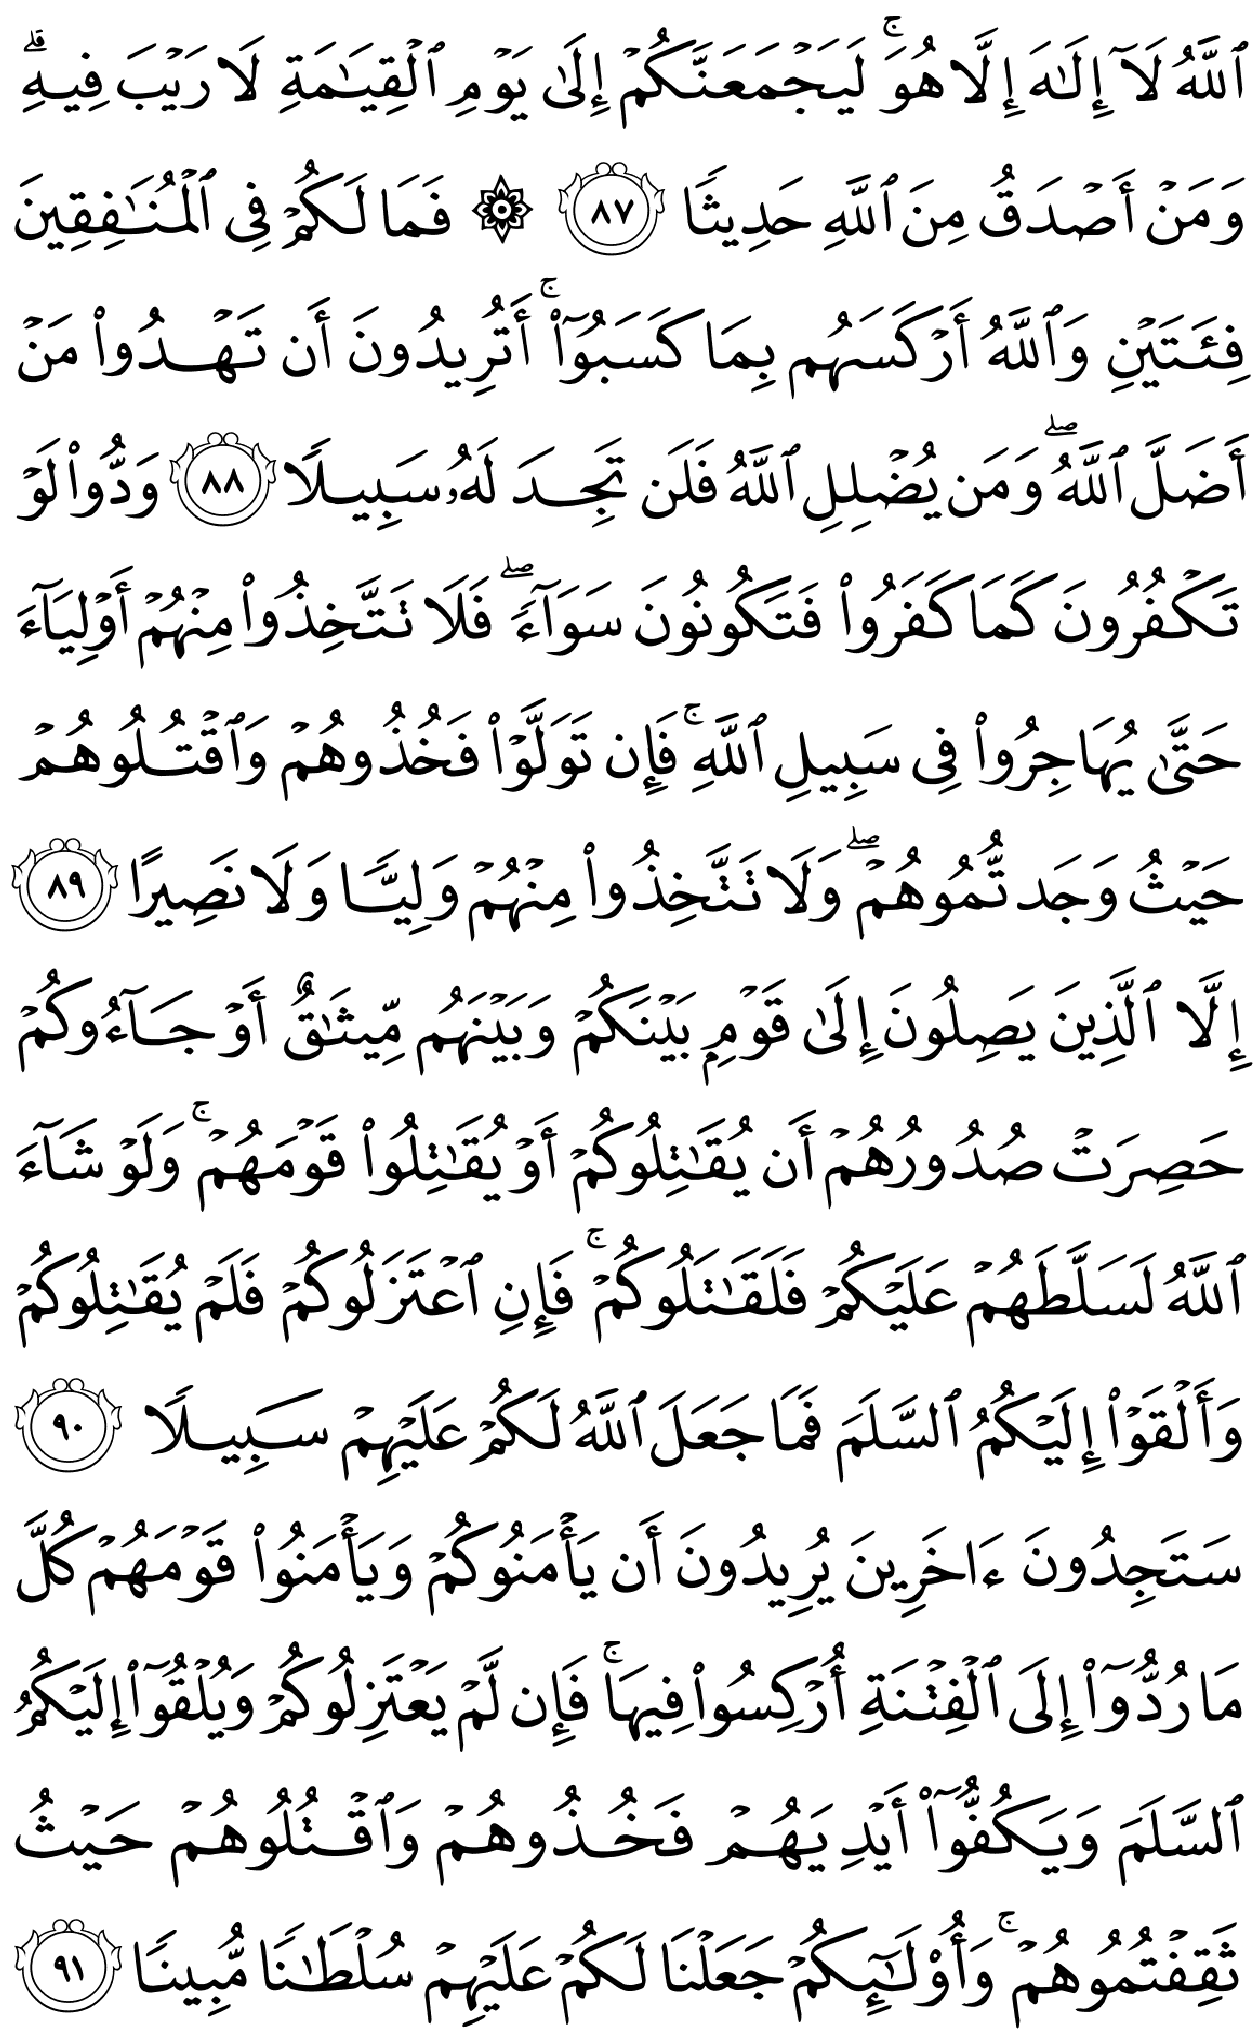 ٱللَّهُ لَآ إِلَـٰهَ إِلَّا هُوَ ۚ لَيَجْمَعَنَّكُمْ إِلَىٰ يَوْمِ ٱلْقِيَـٰمَةِ لَا رَيْبَ فِيهِ ۗ
وَمَنْ أَصْدَقُ مِنَ ٱللَّهِ حَدِيثًا ٨٧ ۞ فَمَا لَكُمْ فِى ٱلْمُنَـٰفِقِينَ
فِئَتَيْنِ وَٱللَّهُ أَرْكَسَهُم بِمَا كَسَبُوٓا۟ ۚ أَتُرِيدُونَ أَن تَهْدُوا۟ مَنْ
أَضَلَّ ٱللَّهُ ۖ وَمَن يُضْلِلِ ٱللَّهُ فَلَن تَجِدَ لَهُۥ سَبِيلًا ٨٨ وَدُّوا۟ لَوْ
تَكْفُرُونَ كَمَا كَفَرُوا۟ فَتَكُونُونَ سَوَآءً ۖ فَلَا تَتَّخِذُوا۟ مِنْهُمْ أَوْلِيَآءَ
حَتَّىٰ يُهَاجِرُوا۟ فِى سَبِيلِ ٱللَّهِ ۚ فَإِن تَوَلَّوْا۟ فَخُذُوهُمْ وَٱقْتُلُوهُمْ
حَيْثُ وَجَدتُّمُوهُمْ ۖ وَلَا تَتَّخِذُوا۟ مِنْهُمْ وَلِيًّا وَلَا نَصِيرًا ٨٩
إِلَّا ٱلَّذِينَ يَصِلُونَ إِلَىٰ قَوْمٍۭ بَيْنَكُمْ وَبَيْنَهُم مِّيثَـٰقٌ أَوْ جَآءُوكُمْ
حَصِرَتْ صُدُورُهُمْ أَن يُقَـٰتِلُوكُمْ أَوْ يُقَـٰتِلُوا۟ قَوْمَهُمْ ۚ وَلَوْ شَآءَ
ٱللَّهُ لَسَلَّطَهُمْ عَلَيْكُمْ فَلَقَـٰتَلُوكُمْ ۚ فَإِنِ ٱعْتَزَلُوكُمْ فَلَمْ يُقَـٰتِلُوكُمْ
وَأَلْقَوْا۟ إِلَيْكُمُ ٱلسَّلَمَ فَمَا جَعَلَ ٱللَّهُ لَكُمْ عَلَيْهِمْ سَبِيلًا ٩٠
سَتَجِدُونَ ءَاخَرِينَ يُرِيدُونَ أَن يَأْمَنُوكُمْ وَيَأْمَنُوا۟ قَوْمَهُمْ كُلَّ
مَا رُدُّوٓا۟ إِلَى ٱلْفِتْنَةِ أُرْكِسُوا۟ فِيهَا ۚ فَإِن لَّمْ يَعْتَزِلُوكُمْ وَيُلْقُوٓا۟ إِلَيْكُمُ
ٱلسَّلَمَ وَيَكُفُّوٓا۟ أَيْدِيَهُمْ فَخُذُوهُمْ وَٱقْتُلُوهُمْ حَيْثُ
ثَقِفْتُمُوهُمْ ۚ وَأُو۟لَـٰٓئِكُمْ جَعَلْنَا لَكُمْ عَلَيْهِمْ سُلْطَـٰنًا مُّبِينًا ٩١